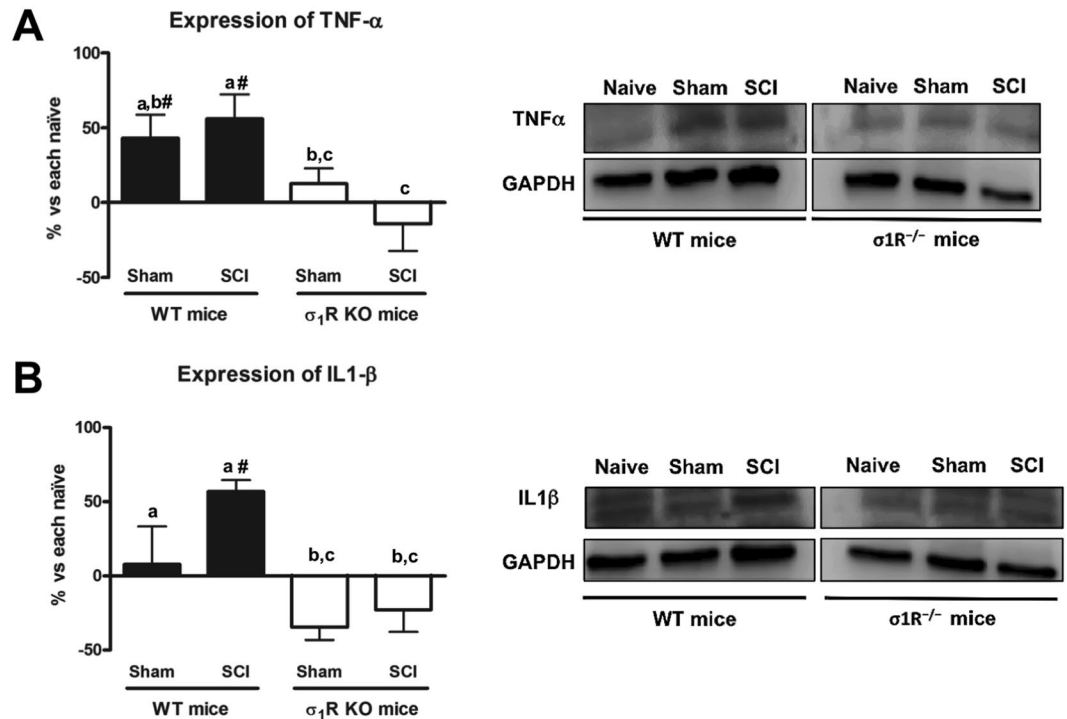 A
Expression of TNF-α
% vs each naïve
100
50
0
-50
a,b#
a#
b,c
c
Sham SCI Sham SCI
WT mice σ₁R KO mice
Naive Sham SCI Naive Sham SCI
TNFα
GAPDH
WT mice σ1R⁻/⁻ mice
B
Expression of IL1-β
% vs each naïve
100
50
0
-50
a
a #
b,c
b,c
Sham SCI Sham SCI
WT mice σ₁R KO mice
Naive Sham SCI Naive Sham SCI
IL1β
GAPDH
WT mice σ1R⁻/⁻ mice